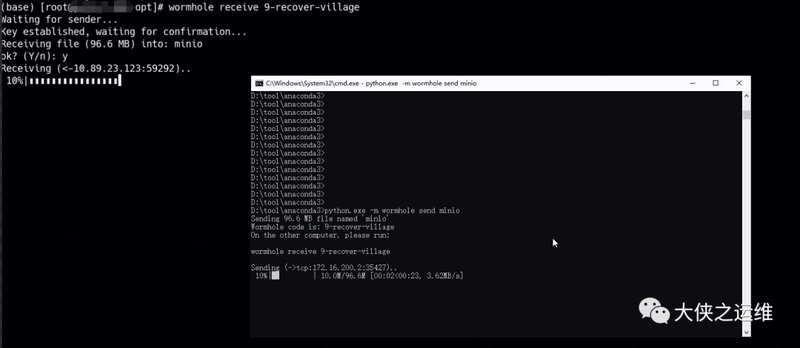 (base) [root@ opt]# wormhole receive 9-recover-village
Waiting for sender...
Key established, waiting for confirmation...
Receiving file (96.6 MB) into: minio
ok? (Y/n): y
Receiving (<-10.89.23.123:59292)..
10%|
C:\Windows\System32\cmd.exe - python.exe -m wormhole send minio
D:\tool\anaconda3>
D:\tool\anaconda3>
D:\tool\anaconda3>
D:\tool\anaconda3>
D:\tool\anaconda3>
D:\tool\anaconda3>
D:\tool\anaconda3>
D:\tool\anaconda3>
D:\tool\anaconda3>
D:\tool\anaconda3>
D:\tool\anaconda3>
D:\tool\anaconda3>
D:\tool\anaconda3>
D:\tool\anaconda3>
D:\tool\anaconda3>python.exe -m wormhole send minio
Sending 96.6 MB file named 'minio'
Wormhole code is: 9-recover-village
On the other computer, please run:
wormhole receive 9-recover-village
Sending (->tcp:172.16.200.2:35427)..
10%| | 10.0M/96.6M [00:02<00:23, 3.62MB/s]
大侠之运维